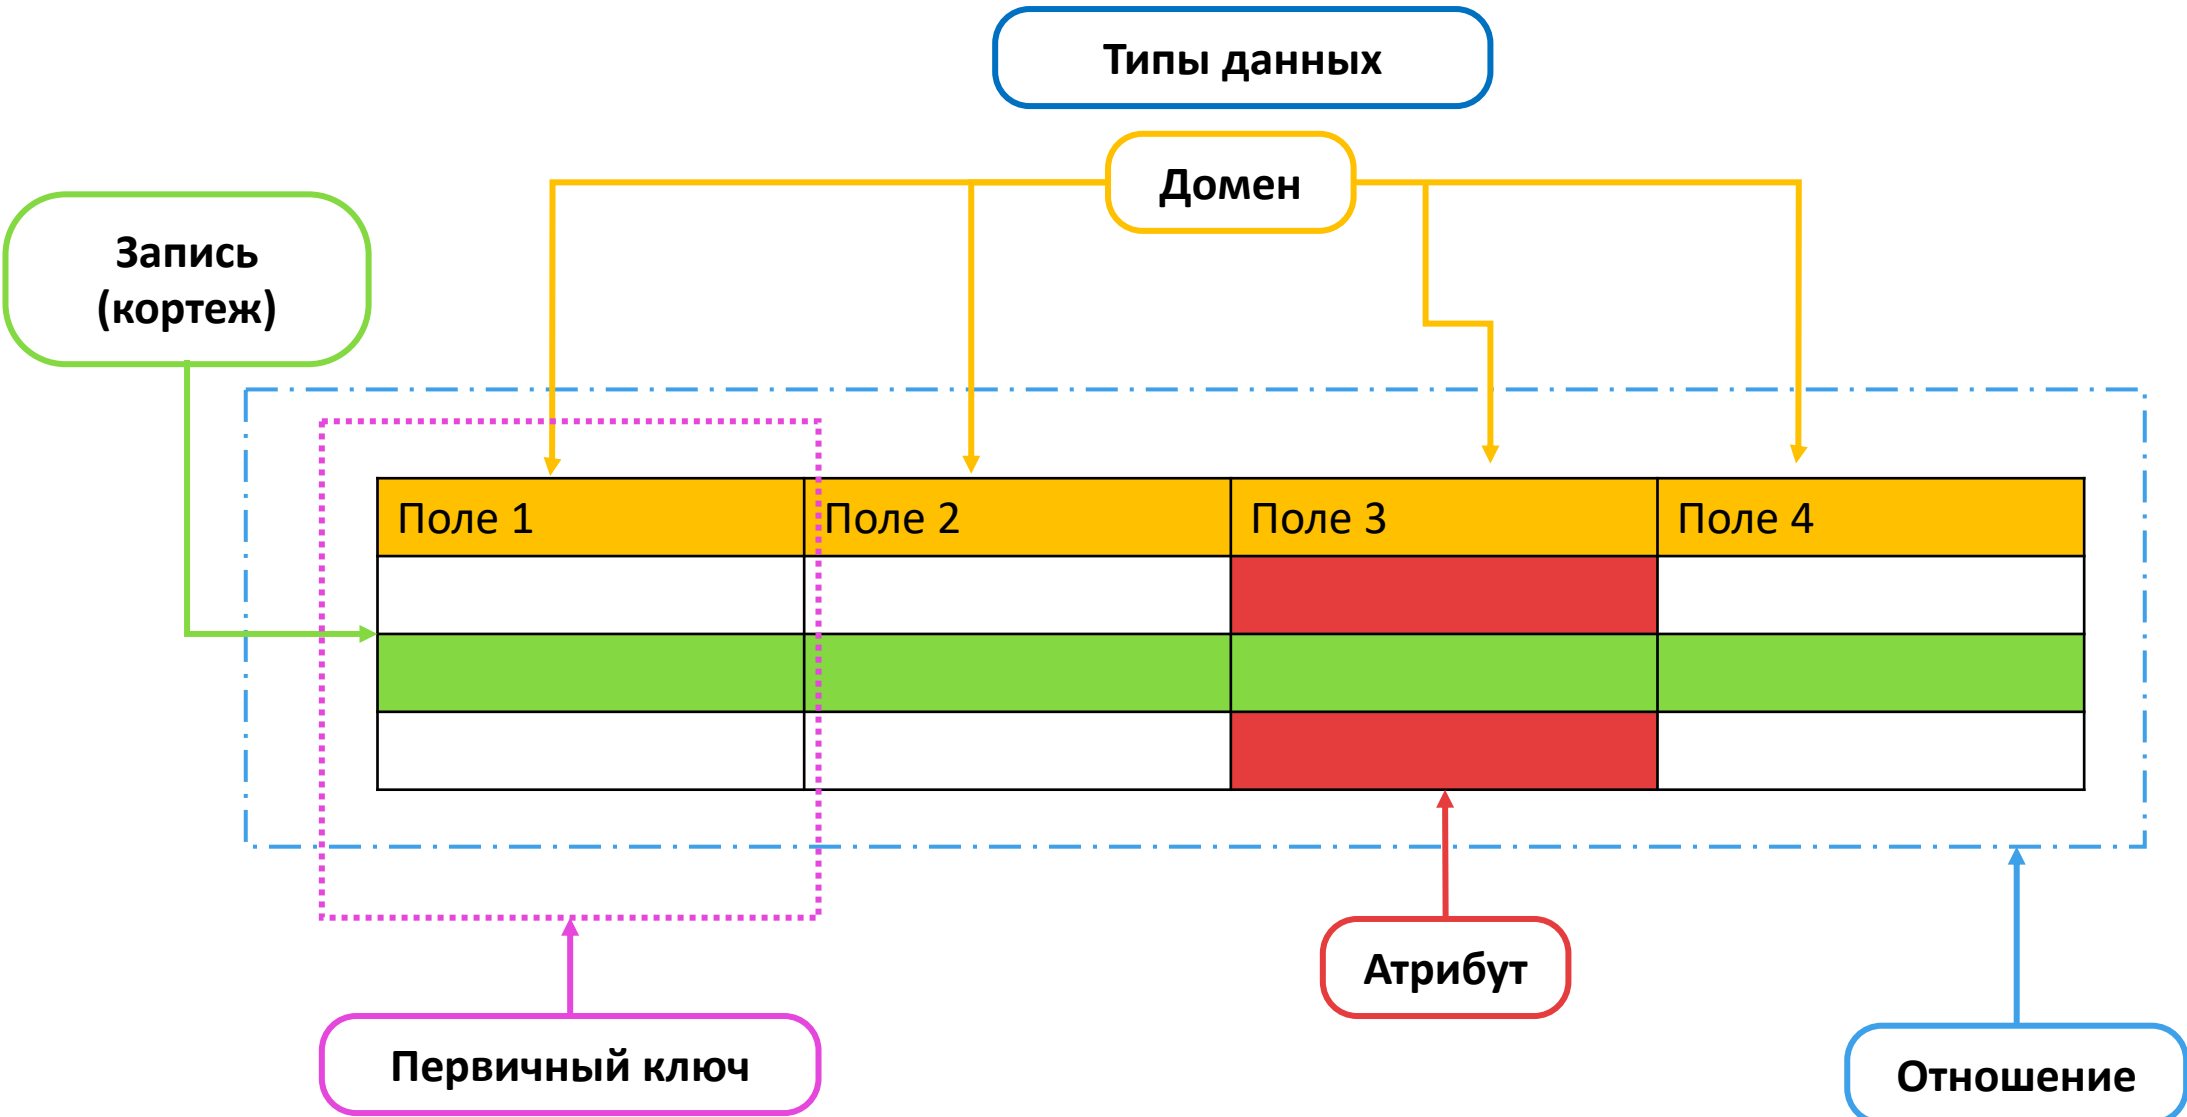 Типы данных
Домен
Запись
(кортеж)
Поле 1
Поле 2
Поле 3
Поле 4
Атрибут
Первичный ключ
Отношение